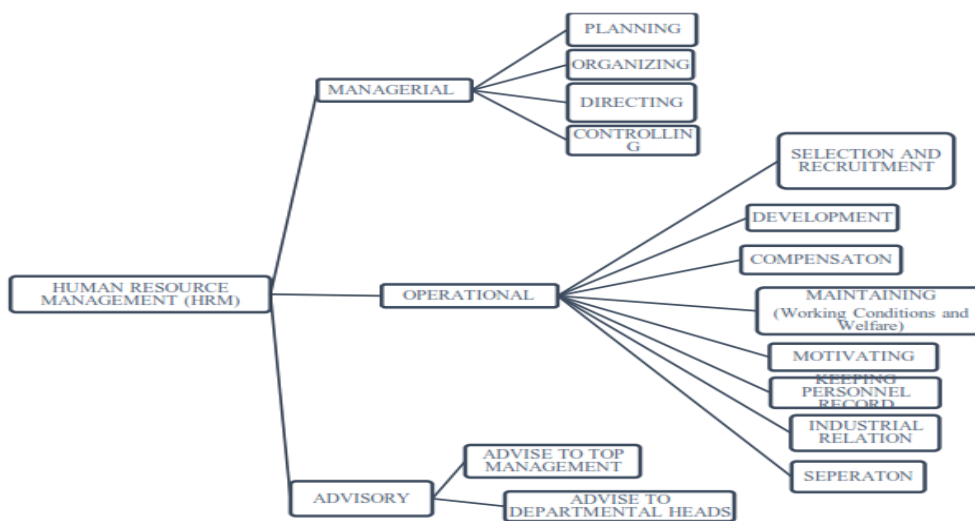 PLANNING
ORGANIZING
MANAGERIAL
DIRECTING
CONTROLLIN
G
SELECTION AND
RECRUITMENT
DEVELOPMENT
COMPENSATON
HUMAN RESOURCE
MANAGEMENT (HRM)
OPERATIONAL
MAINTAINING
(Working Conditions and
Welfare)
MOTIVATING
KEEPING
PERSONNEL
RECORD
INDUSTRIAL
RELATION
SEPERATON
ADVISORY
ADVISE TO TOP
MANAGEMENT
ADVISE TO
DEPARTMENTAL HEADS